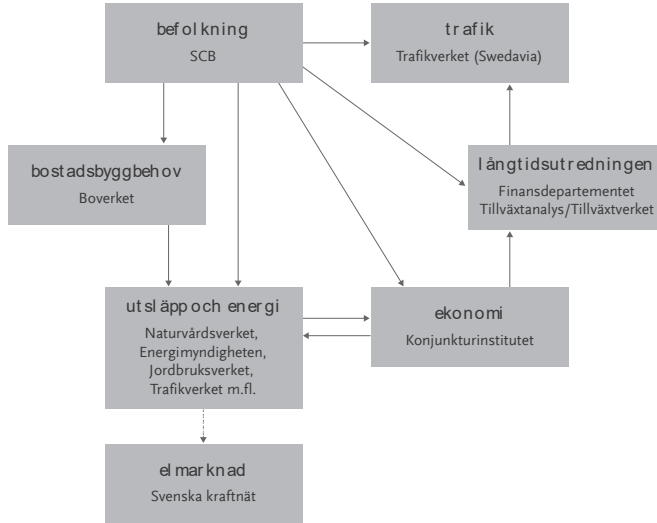 befolkning
SCB
trafik
Trafikverket (Swedavia)
bostadsbyggbehov
Boverket
långtidsutredningen
Finansdepartementet
Tillväxtanalys/Tillväxtverket
utsläpp och energi
Naturvårdsverket,
Energimyndigheten,
Jordbruksverket,
Trafikverket m.fl.
ekonomi
Konjunkturinstitutet
elmarknad
Svenska kraftnät